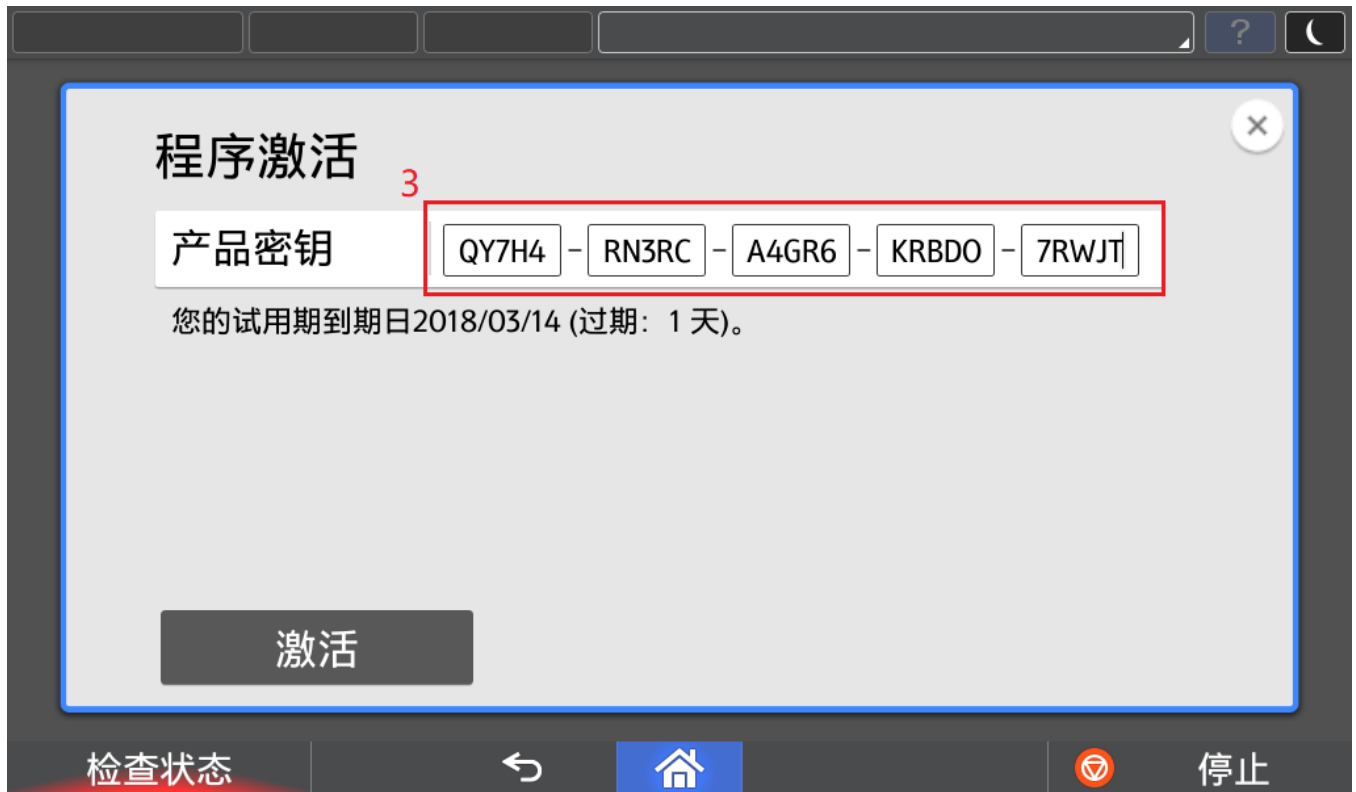 ?
程序激活
3
产品密钥 QY7H4 - RN3RC - A4GR6 - KRBDO - 7RWJT
您的试用期到期日2018/03/14 (过期: 1 天)。
激活
检查状态 停止